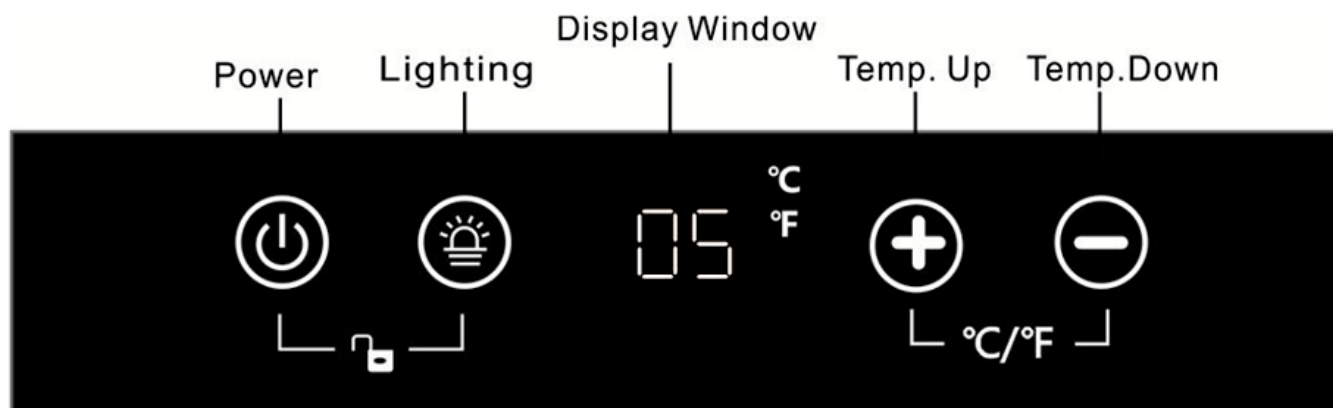 Display Window
Power Lighting Temp. Up Temp.Down
°C
°F
05
°C/°F